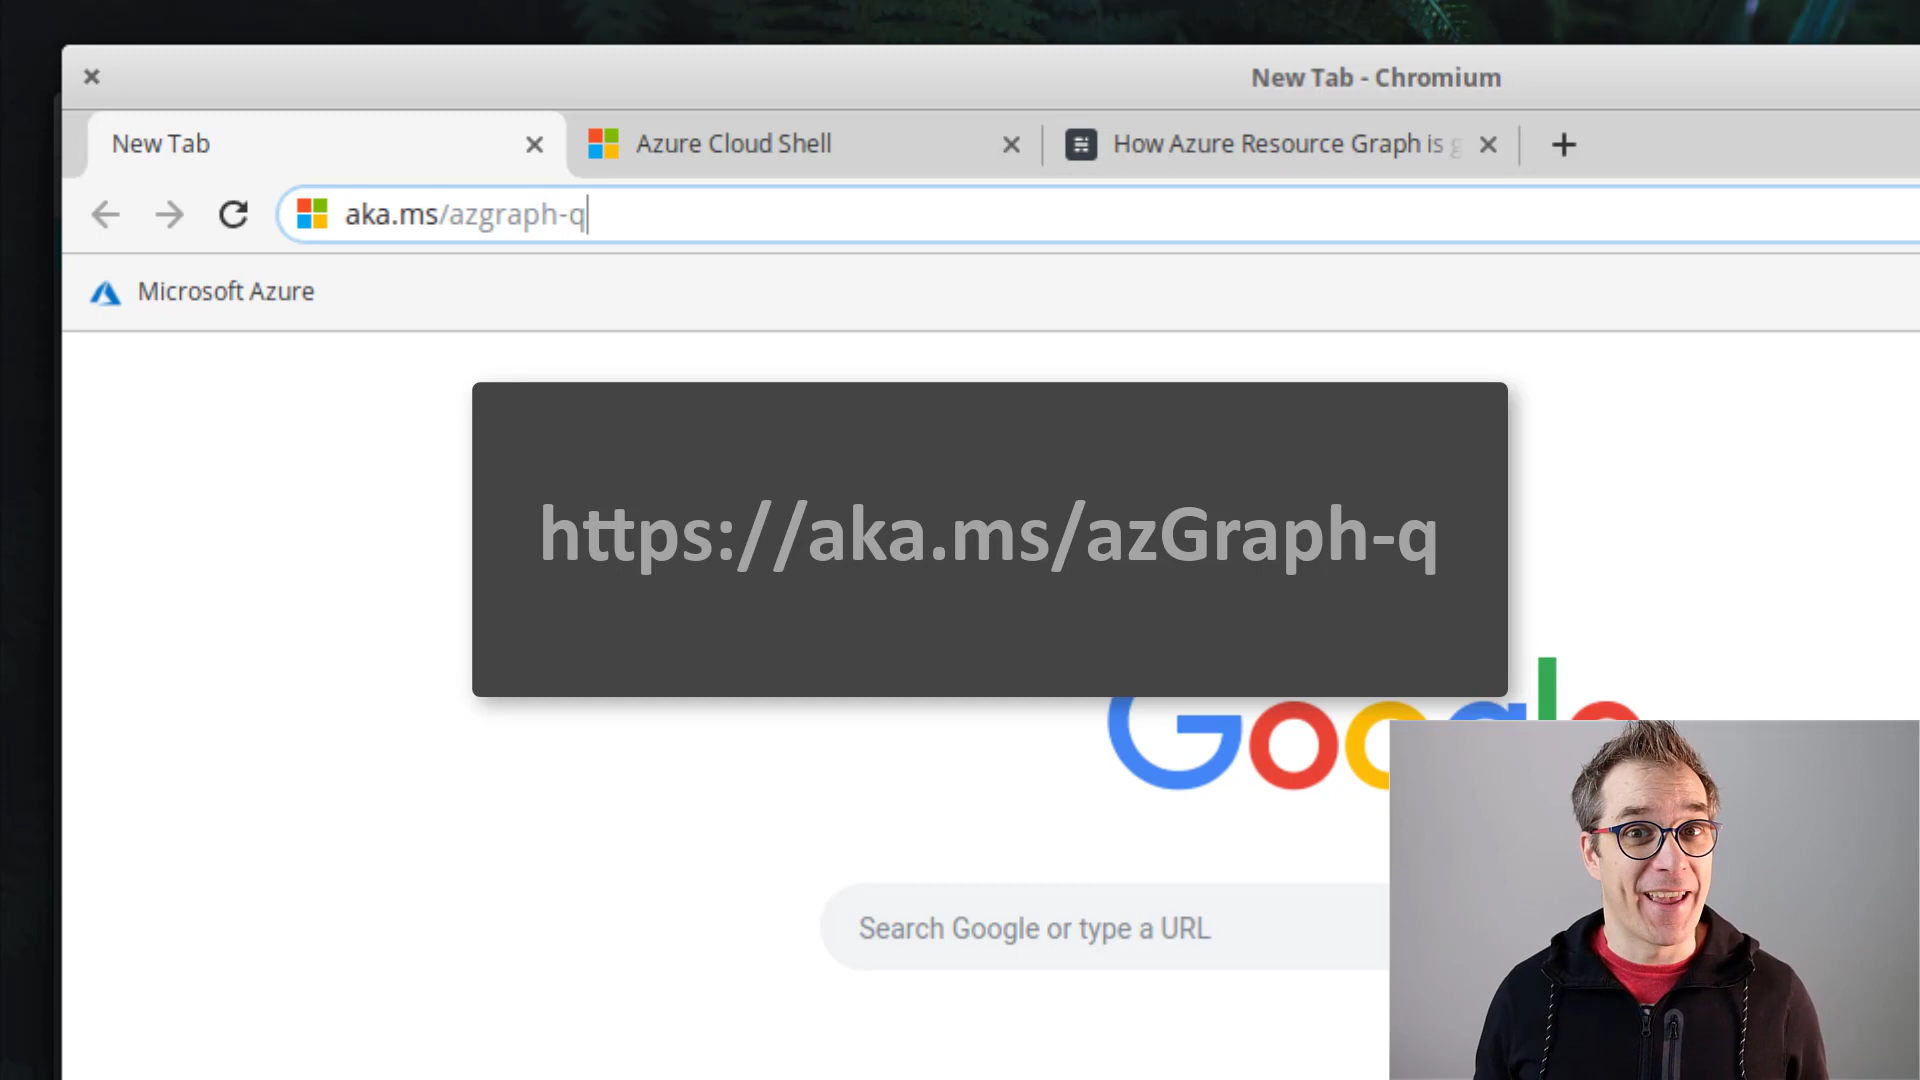 New Tab - Chromium
New Tab
Azure Cloud Shell
How Azure Resource Graph is g
aka.ms/azgraph-q
Microsoft Azure
https://aka.ms/azGraph-q
Google
Search Google or type a URL